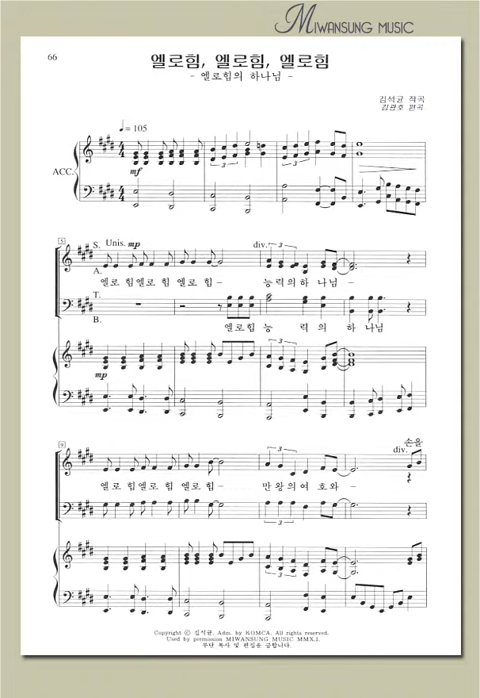 MIWANSUNG MUSIC
66
엘로힘, 엘로힘, 엘로힘
- 엘로힘의 하나님 -
김석균 작곡
김광호 편곡
♩ = 105
ACC.
mf
5
S. Unis. mp div.
3
A.
엘로 힘엘로힘 엘로힘 - 능력의하 나님 -
T.
B.
엘로힘 능 력 의 하 나님
mp
9
손을
div.
3
엘로 힘엘로힘 엘로힘 - 만왕의여 호와 -
Copyright ⓒ 김석균. Adm. by KOMCA. All rights reserved.
Used by permission MIWANSUNG MUSIC MMXI.
무단 복사 및 편집을 금합니다.